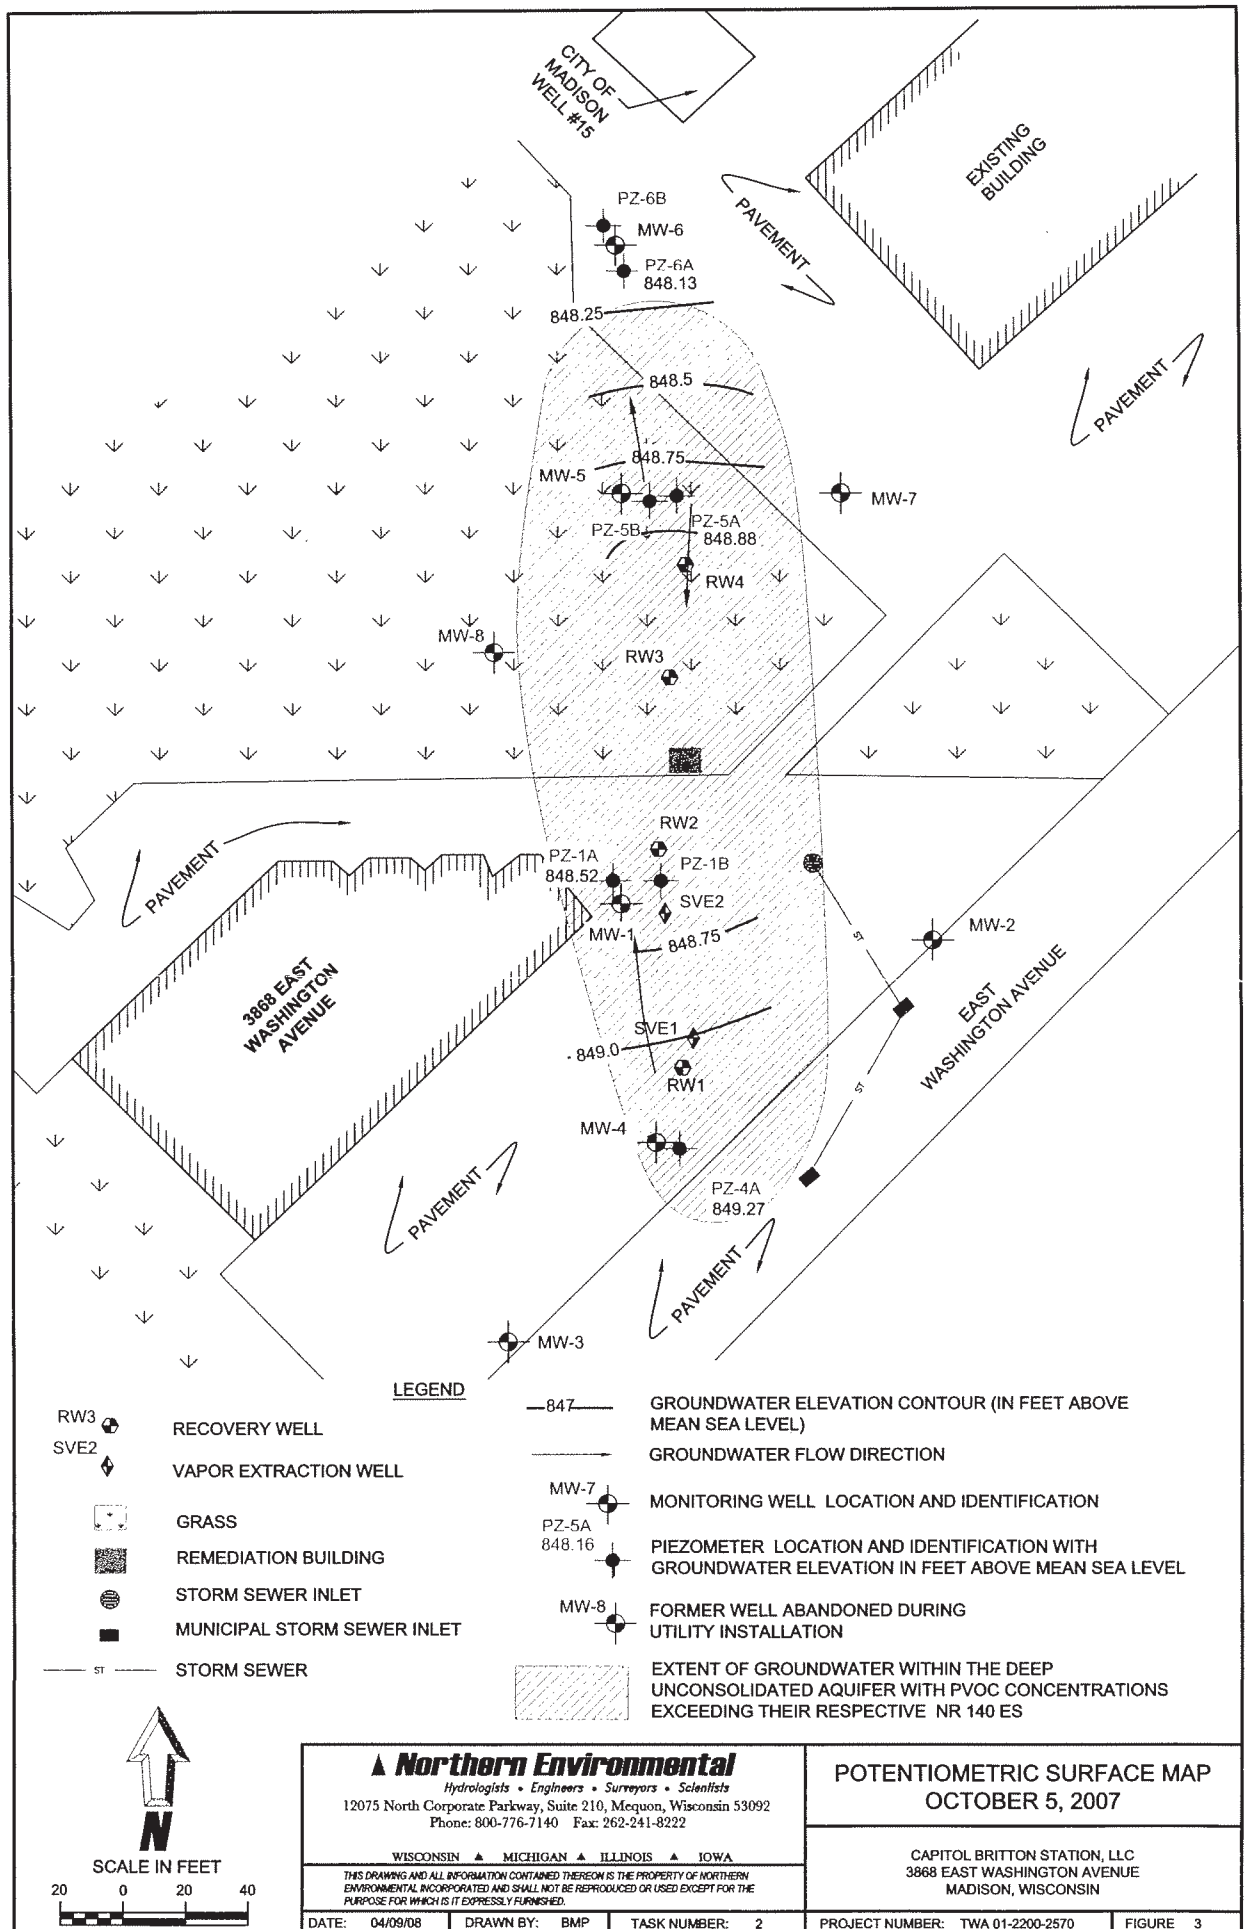 CITY OF
MADISON
WELL #15
EXISTING
BUILDING
PZ-6B
MW-6
PZ-6A
848.13
PAVEMENT
848.25
848.5
PAVEMENT
848.75
MW-5
MW-7
PZ-5B
PZ-5A
848.88
RW4
MW-8
RW3
RW2
PZ-1A
848.52
PZ-1B
PAVEMENT
SVE2
MW-1
848.75
MW-2
ST
3868 EAST
WASHINGTON
AVENUE
EAST
WASHINGTON AVENUE
SVE1
849.0
RW1
ST
MW-4
PAVEMENT
PZ-4A
849.27
PAVEMENT
MW-3
LEGEND
RW3
RECOVERY WELL
SVE2
VAPOR EXTRACTION WELL
GRASS
REMEDIATION BUILDING
STORM SEWER INLET
MUNICIPAL STORM SEWER INLET
ST
STORM SEWER
847
GROUNDWATER ELEVATION CONTOUR (IN FEET ABOVE
MEAN SEA LEVEL)
GROUNDWATER FLOW DIRECTION
MW-7
MONITORING WELL LOCATION AND IDENTIFICATION
PZ-5A
848.16
PIEZOMETER LOCATION AND IDENTIFICATION WITH
GROUNDWATER ELEVATION IN FEET ABOVE MEAN SEA LEVEL
MW-8
FORMER WELL ABANDONED DURING
UTILITY INSTALLATION
EXTENT OF GROUNDWATER WITHIN THE DEEP
UNCONSOLIDATED AQUIFER WITH PVOC CONCENTRATIONS
EXCEEDING THEIR RESPECTIVE NR 140 ES
N
SCALE IN FEET
20 0 20 40
▲ Northern Environmental
Hydrologists • Engineers • Surveyors • Scientists
12075 North Corporate Parkway, Suite 210, Mequon, Wisconsin 53092
Phone: 800-776-7140 Fax: 262-241-8222
WISCONSIN ▲ MICHIGAN ▲ ILLINOIS ▲ IOWA
THIS DRAWING AND ALL INFORMATION CONTAINED THEREON IS THE PROPERTY OF NORTHERN
ENVIRONMENTAL INCORPORATED AND SHALL NOT BE REPRODUCED OR USED EXCEPT FOR THE
PURPOSE FOR WHICH IS IT EXPRESSLY FURNISHED.
DATE: 04/09/08 DRAWN BY: BMP TASK NUMBER: 2
POTENTIOMETRIC SURFACE MAP
OCTOBER 5, 2007
CAPITOL BRITTON STATION, LLC
3868 EAST WASHINGTON AVENUE
MADISON, WISCONSIN
PROJECT NUMBER: TWA 01-2200-2570 FIGURE 3